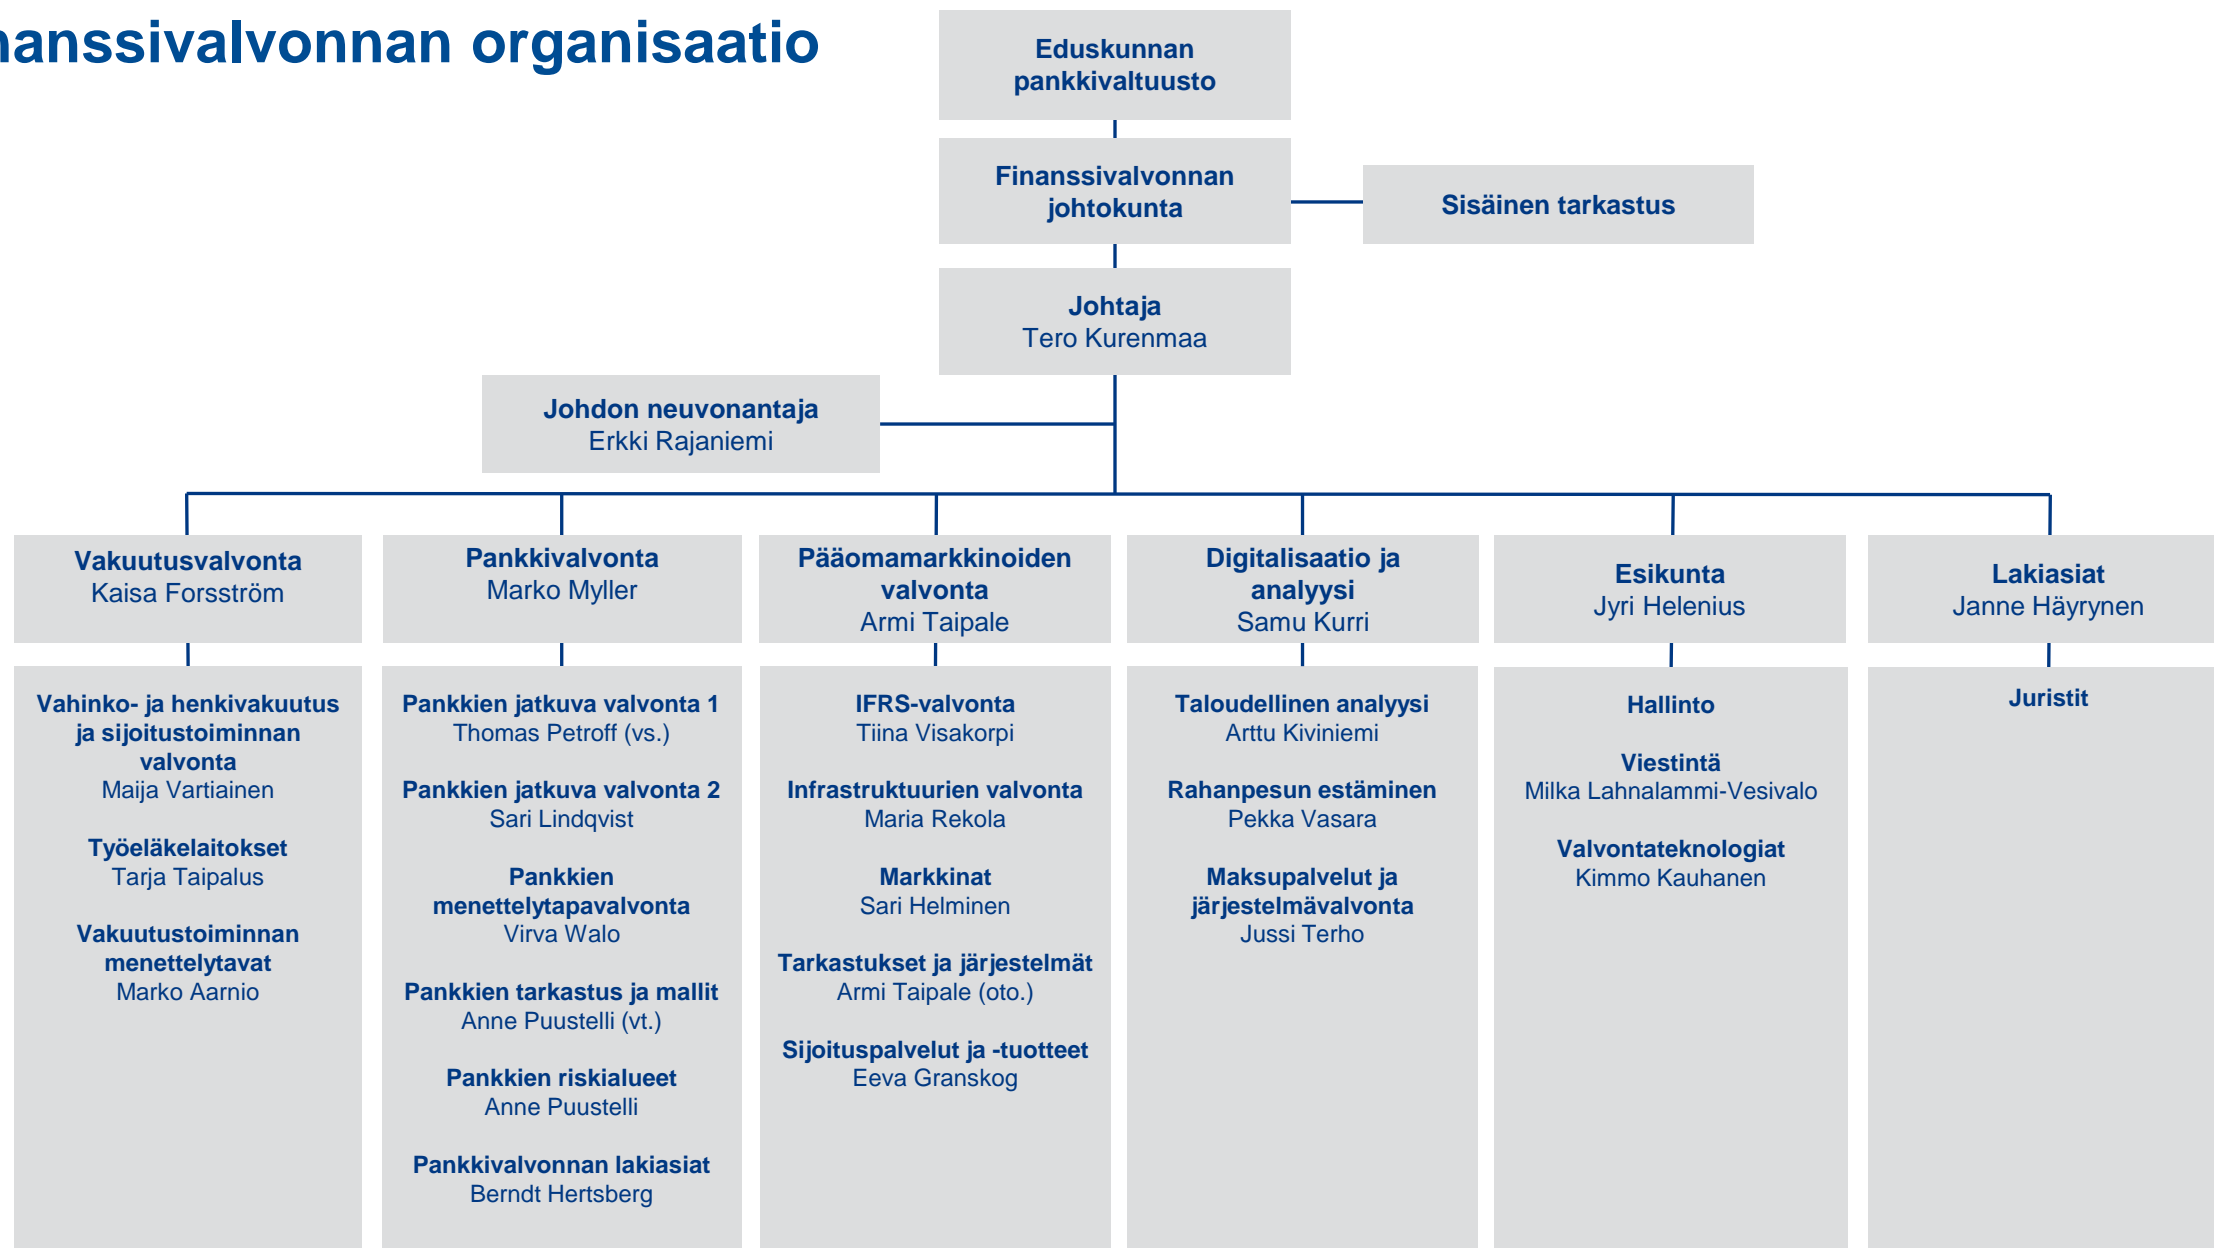 nanssivalvonnan organisaatio
Eduskunnan
pankkivaltuusto
Finanssivalvonnan
johtokunta
Sisäinen tarkastus
Johtaja
Tero Kurenmaa
Johdon neuvonantaja
Erkki Rajaniemi
Vakuutusvalvonta
Kaisa Forsström
Pankkivalvonta
Marko Myller
Pääomamarkkinoiden
valvonta
Armi Taipale
Digitalisaatio ja
analyysi
Samu Kurri
Esikunta
Jyri Helenius
Lakiasiat
Janne Häyrynen
Vahinko- ja henkivakuutus
ja sijoitustoiminnan
valvonta
Maija Vartiainen
Työeläkelaitokset
Tarja Taipalus
Vakuutustoiminnan
menettelytavat
Marko Aarnio
Pankkien jatkuva valvonta 1
Thomas Petroff (vs.)
Pankkien jatkuva valvonta 2
Sari Lindqvist
Pankkien
menettelytapavalvonta
Virva Walo
Pankkien tarkastus ja mallit
Anne Puustelli (vt.)
Pankkien riskialueet
Anne Puustelli
Pankkivalvonnan lakiasiat
Berndt Hertsberg
IFRS-valvonta
Tiina Visakorpi
Infrastruktuurien valvonta
Maria Rekola
Markkinat
Sari Helminen
Tarkastukset ja järjestelmät
Armi Taipale (oto.)
Sijoituspalvelut ja -tuotteet
Eeva Granskog
Taloudellinen analyysi
Arttu Kiviniemi
Rahanpesun estäminen
Pekka Vasara
Maksupalvelut ja
järjestelmävalvonta
Jussi Terho
Hallinto
Viestintä
Milka Lahnalammi-Vesivalo
Valvontateknologiat
Kimmo Kauhanen
Juristit